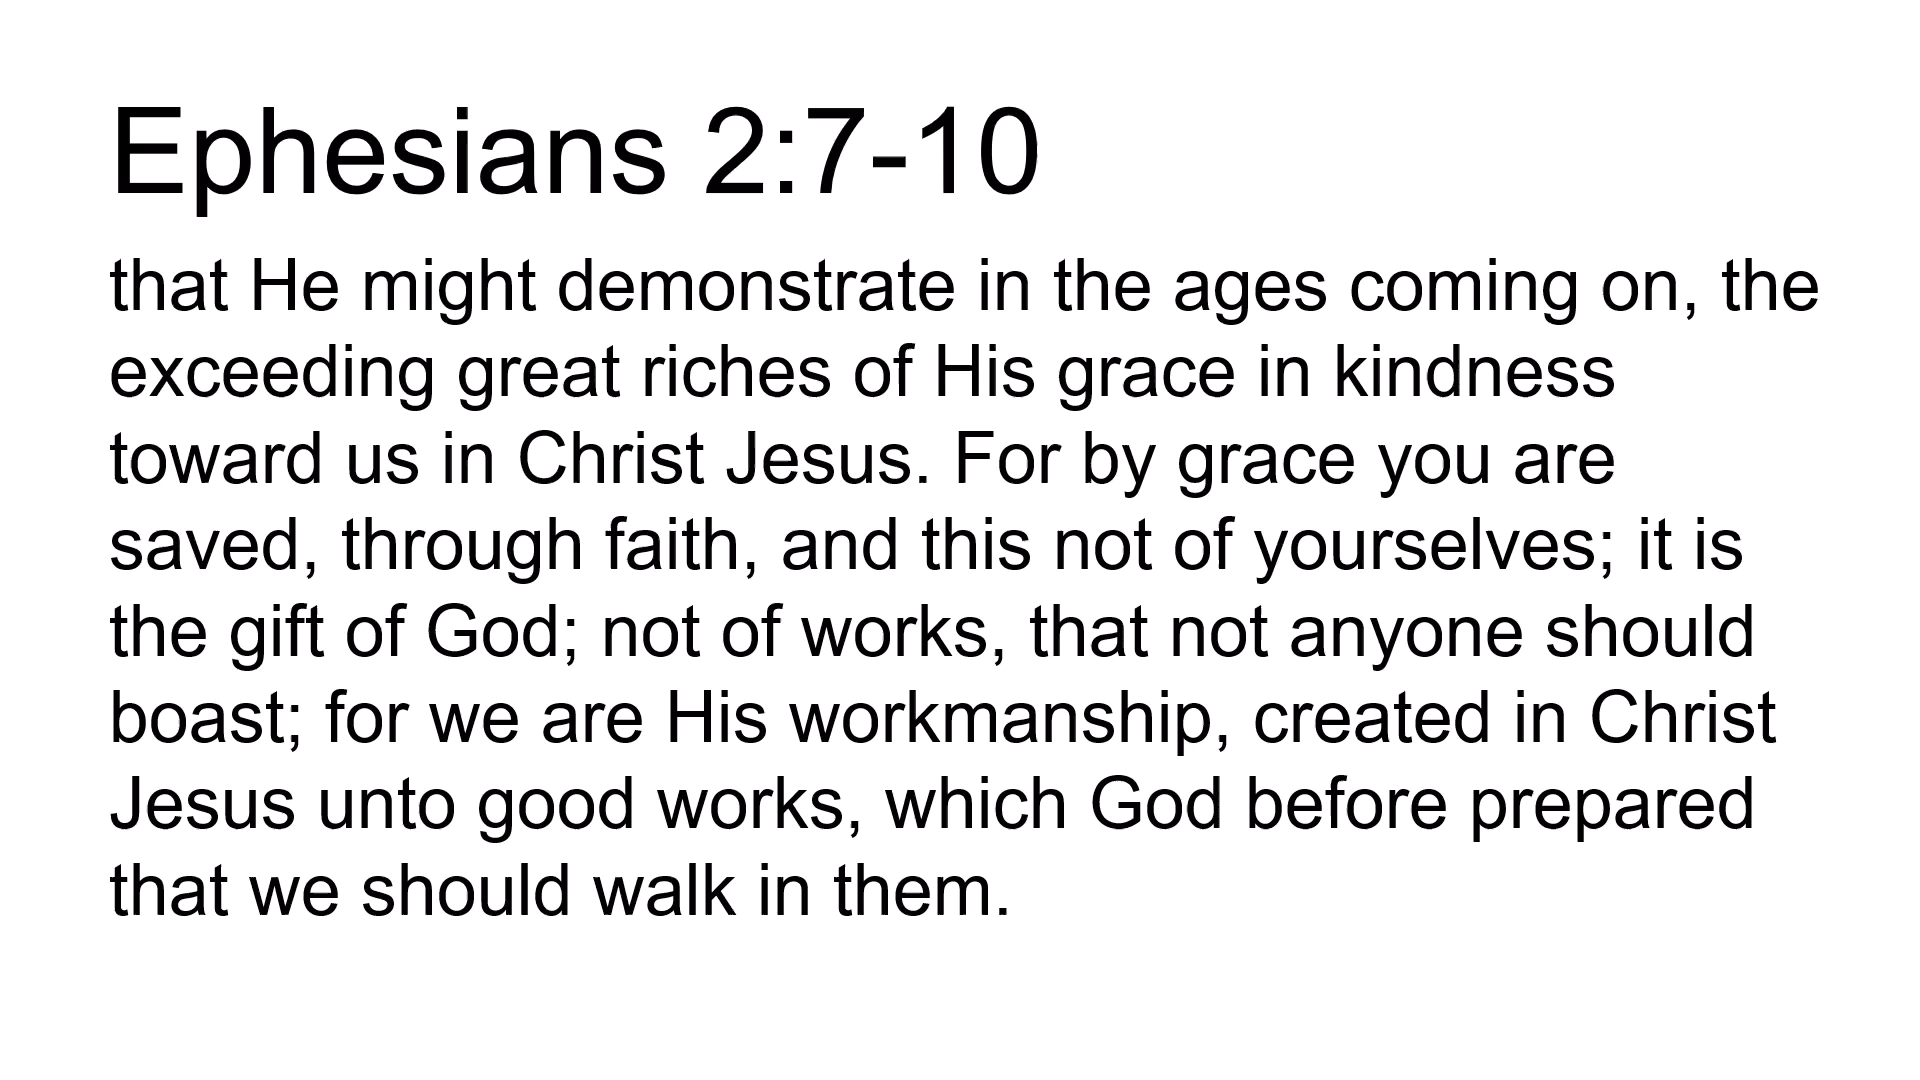 Ephesians 2:7-10
that He might demonstrate in the ages coming on, the
exceeding great riches of His grace in kindness
toward us in Christ Jesus. For by grace you are
saved, through faith, and this not of yourselves; it is
the gift of God; not of works, that not anyone should
boast; for we are His workmanship, created in Christ
Jesus unto good works, which God before prepared
that we should walk in them.